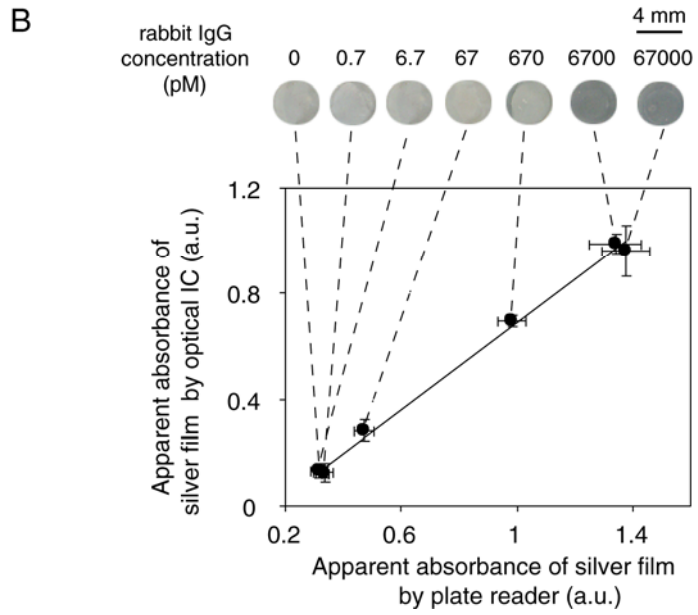 B
4 mm
rabbit IgG
concentration
(pM)
0 0.7 6.7 67 670 6700 67000
1.2
0.8
0.4
0
Apparent absorbance of
silver film by optical IC (a.u.)
0.2 0.6 1 1.4
Apparent absorbance of silver film
by plate reader (a.u.)